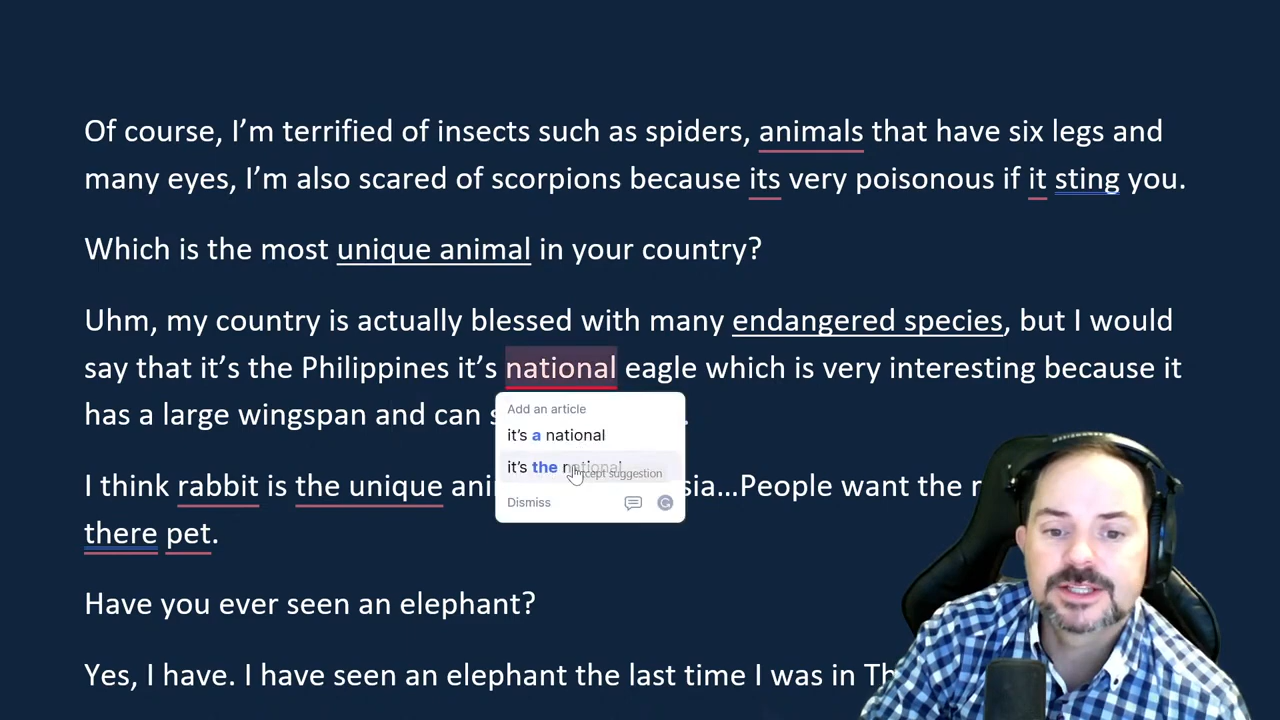 Of course, I’m terrified of insects such as spiders, animals that have six legs and
many eyes, I’m also scared of scorpions because its very poisonous if it sting you.
Which is the most unique animal in your country?
Uhm, my country is actually blessed with many endangered species, but I would
say that it’s the Philippines it’s national eagle which is very interesting because it
has a large wingspan and can
Add an article
it’s a national
it’s the national
Accept suggestion
Dismiss
I think rabbit is the unique People want the
there pet.
Have you ever seen an elephant?
Yes, I have. I have seen an elephant the last time I was in